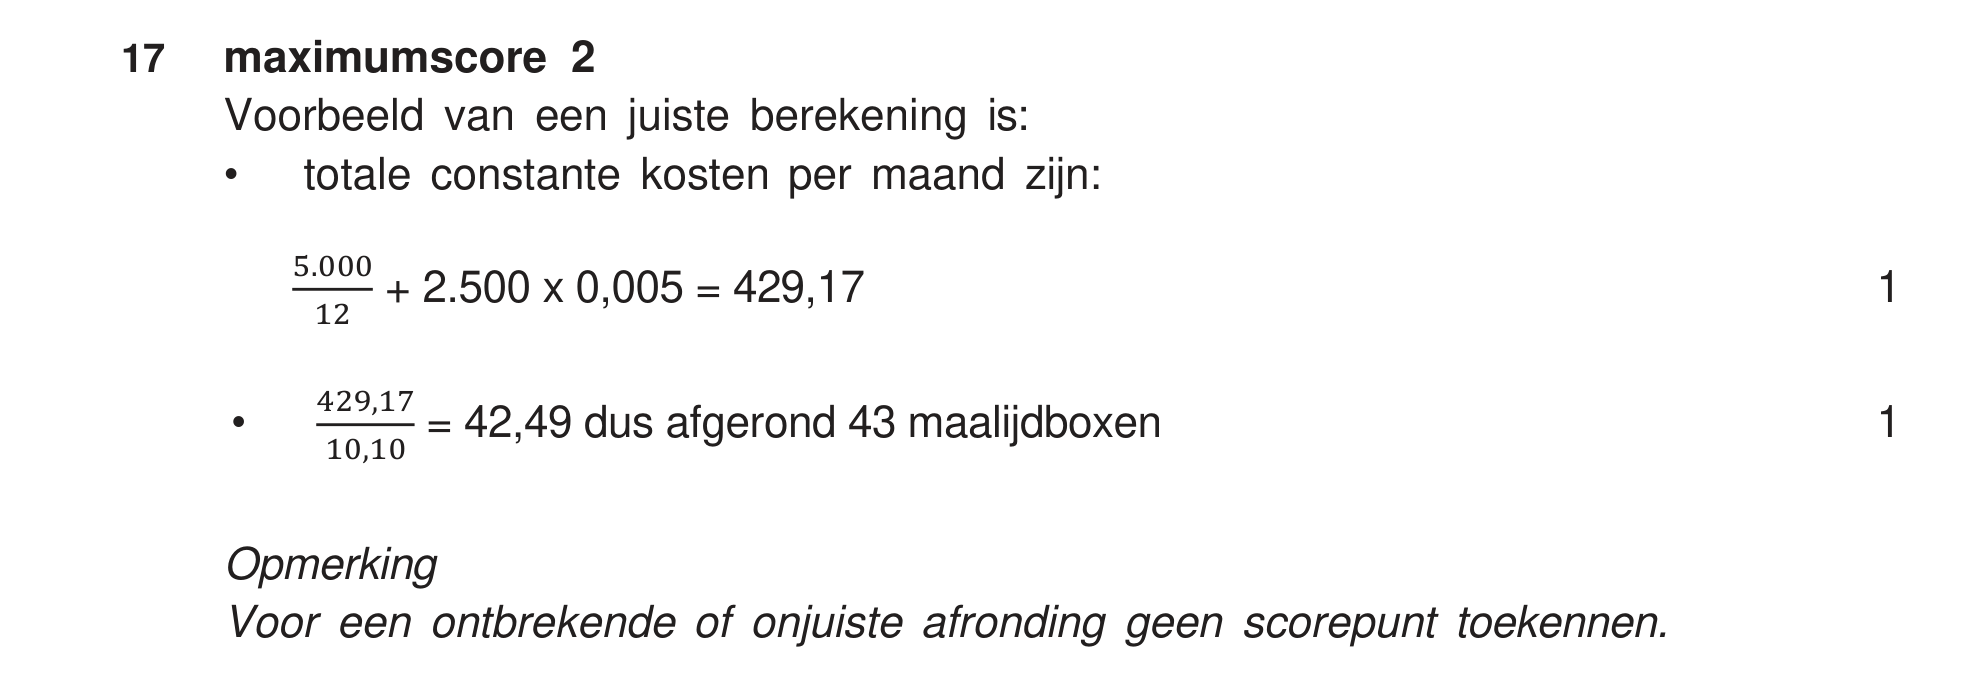 17 maximumscore 2
Voorbeeld van een juiste berekening is:
• totale constante kosten per maand zijn:
5.000
12
+ 2.500 x 0,005 = 429,17 1
• 429,17
10,10
= 42,49 dus afgerond 43 maalijdboxen 1
Opmerking
Voor een ontbrekende of onjuiste afronding geen scorepunt toekennen.